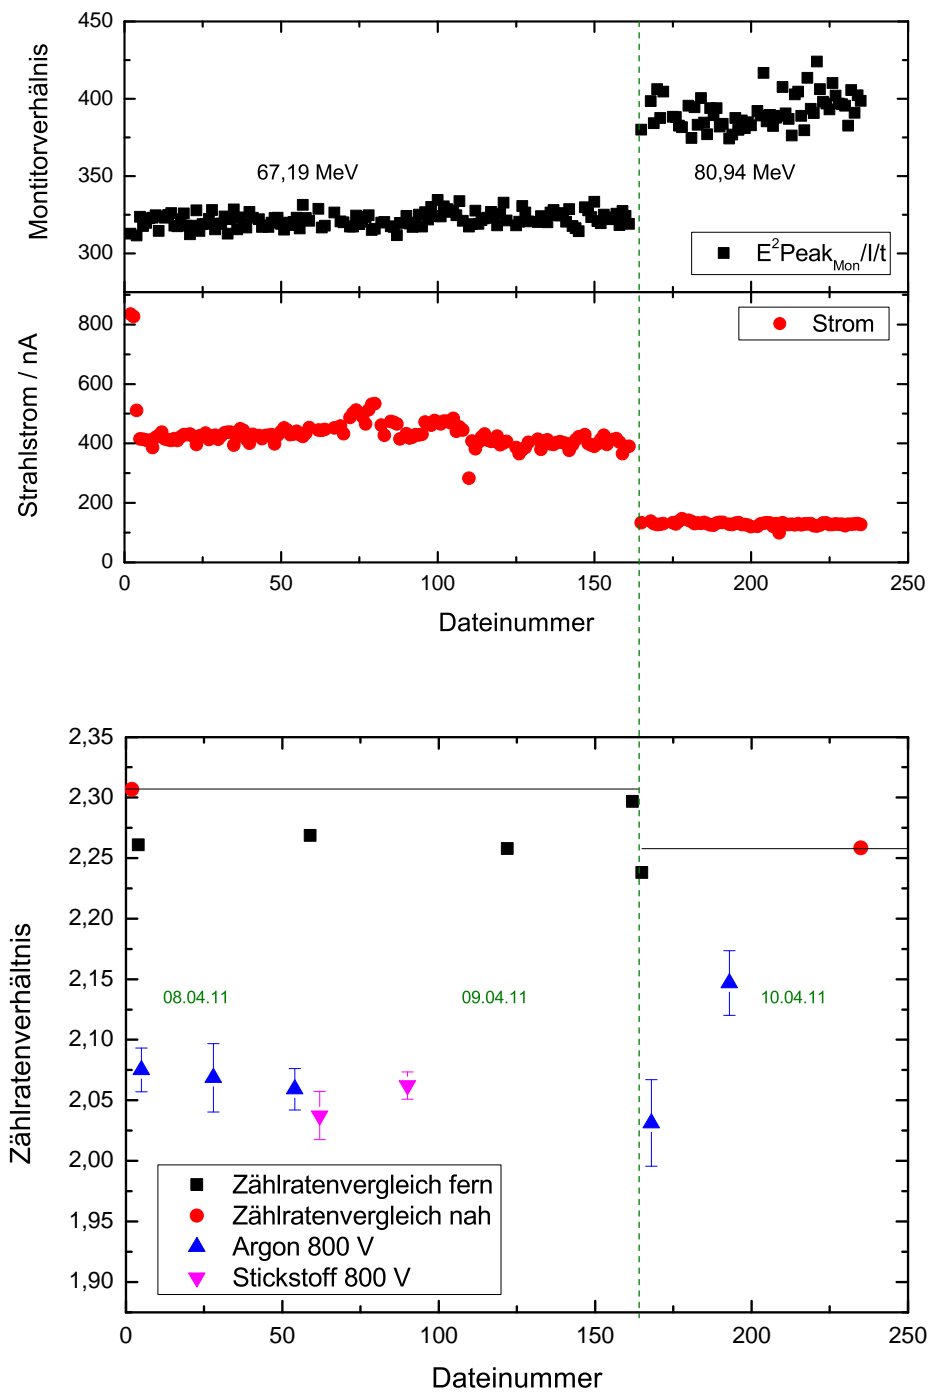 450
400
350
300
Montitorverhälnis
67,19 MeV
80,94 MeV
E²Peak_Mon/I/t
800
600
400
200
0
Strahlstrom / nA
Strom
0 50 100 150 200 250
Dateinummer
2,35
2,30
2,25
2,20
2,15
2,10
2,05
2,00
1,95
1,90
Zählratenverhältnis
08.04.11
09.04.11
10.04.11
Zählratenvergleich fern
Zählratenvergleich nah
Argon 800 V
Stickstoff 800 V
0 50 100 150 200 250
Dateinummer